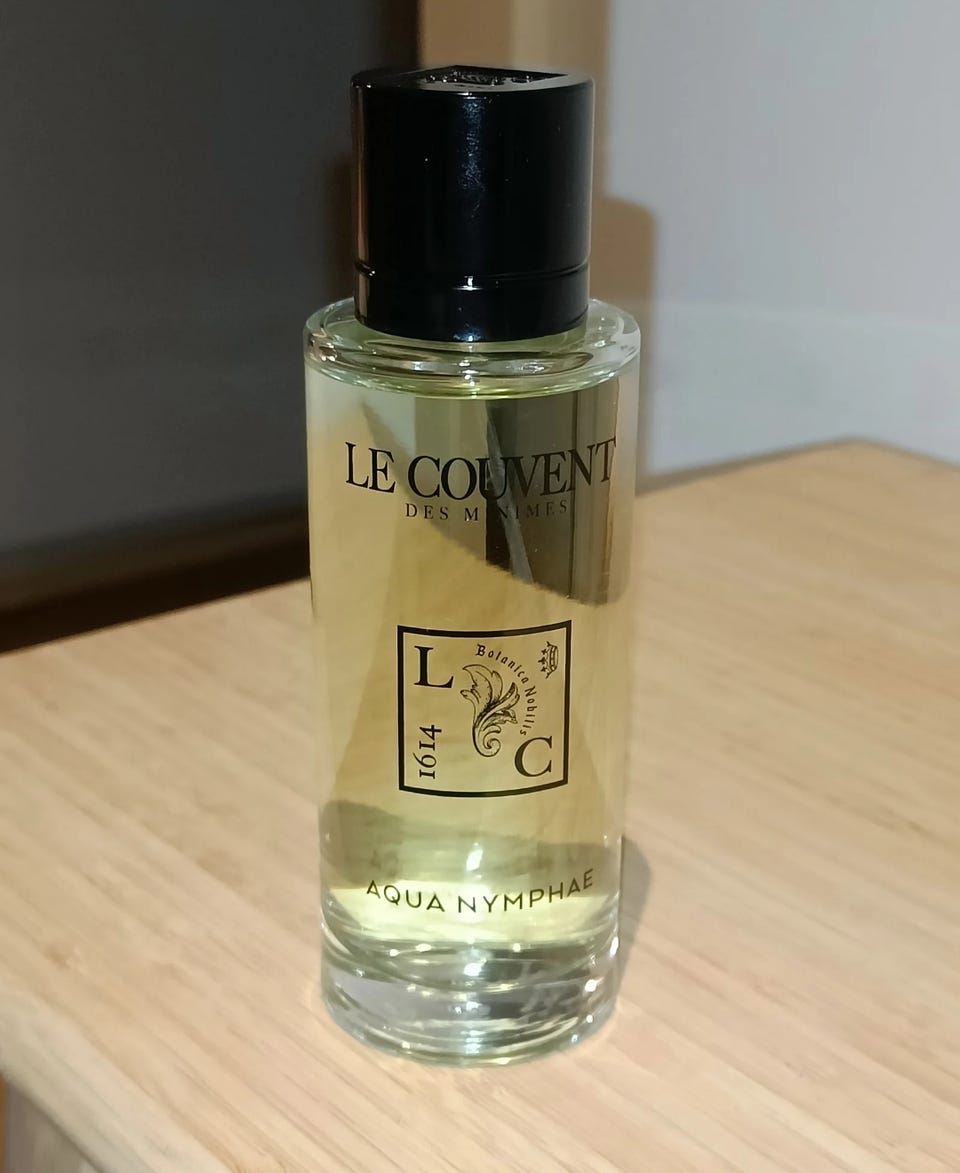 LE COUVENT
DES MINIMES
L
Botanica Nobilis
1614
C
AQUA NYMPHAE